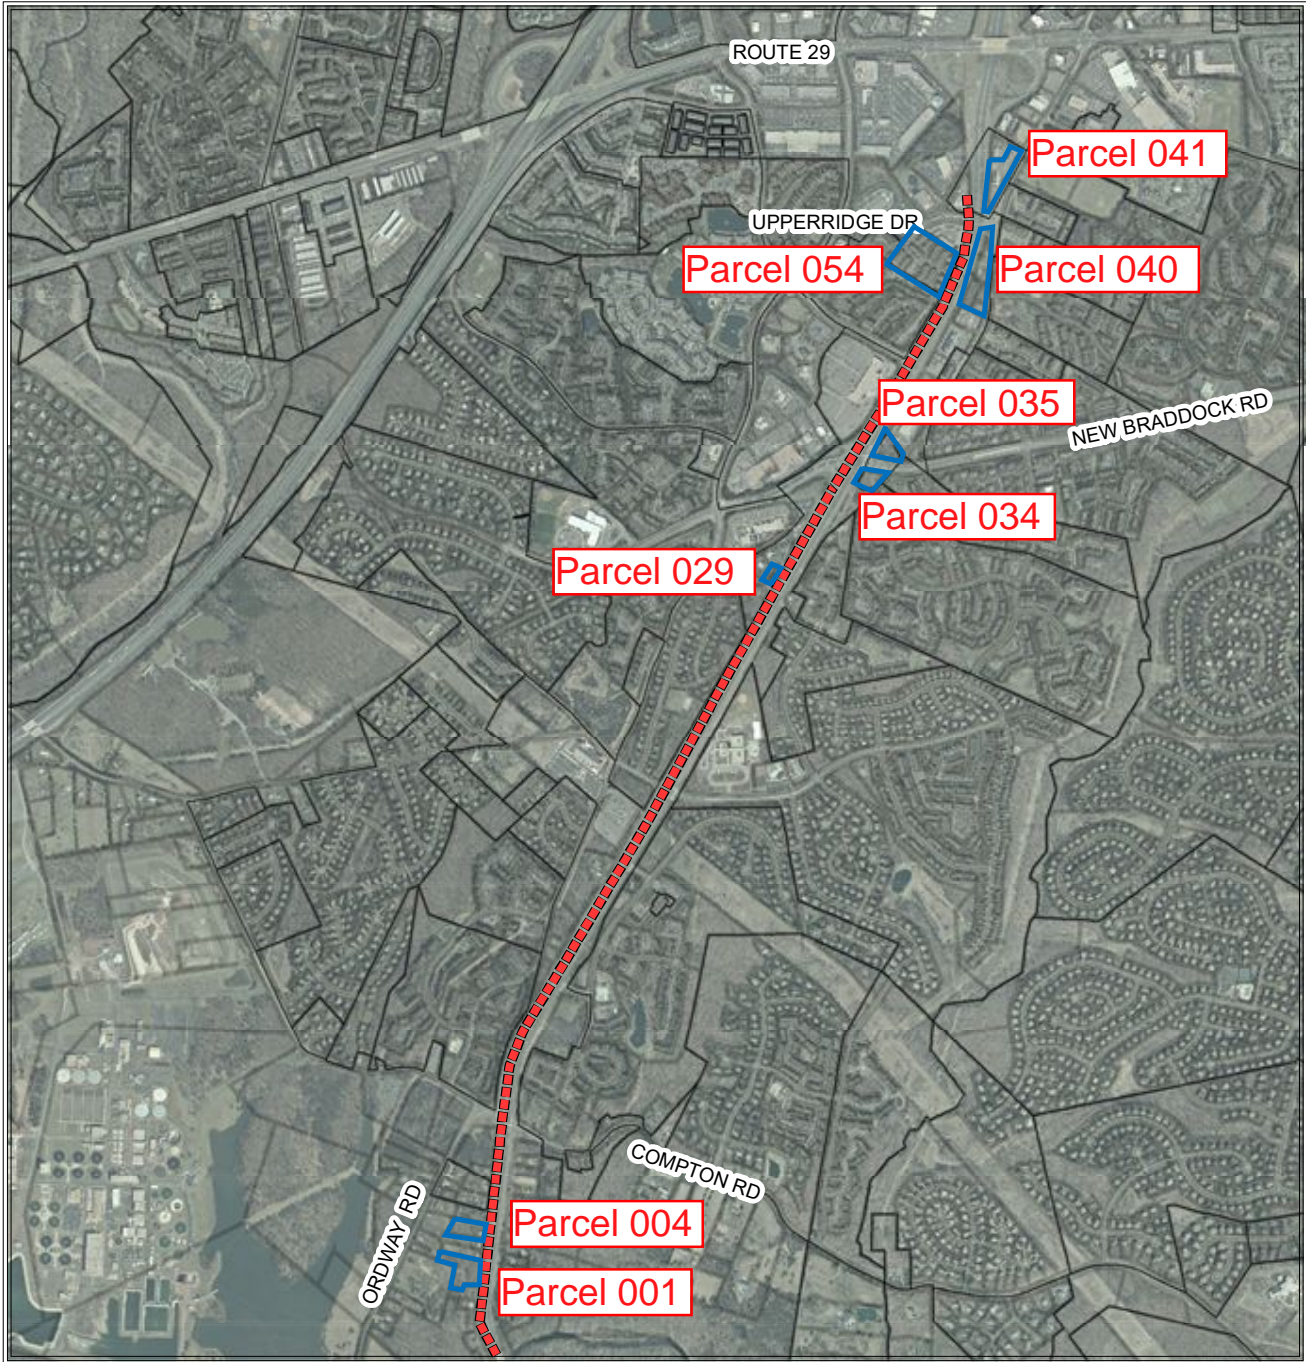 ROUTE 29
Parcel 041
UPPERRIDGE DR
Parcel 054
Parcel 040
Parcel 035
NEW BRADDOCK RD
Parcel 034
Parcel 029
COMPTON RD
ORDWAY RD
Parcel 004
Parcel 001